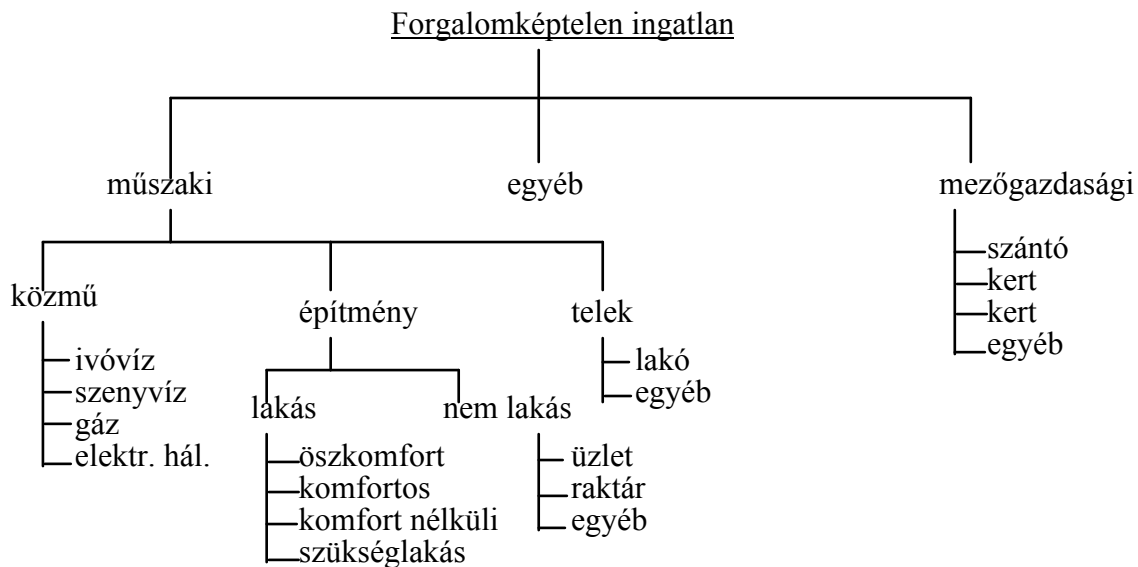 Forgalomképtelen ingatlan
műszaki
egyéb
mezőgazdasági
közmű
ivóvíz
szenyvíz
gáz
elektr. hál.
építmény
lakás
öszkomfort
komfortos
komfort nélküli
szükséglakás
nem lakás
üzlet
raktár
egyéb
telek
lakó
egyéb
szántó
kert
kert
egyéb